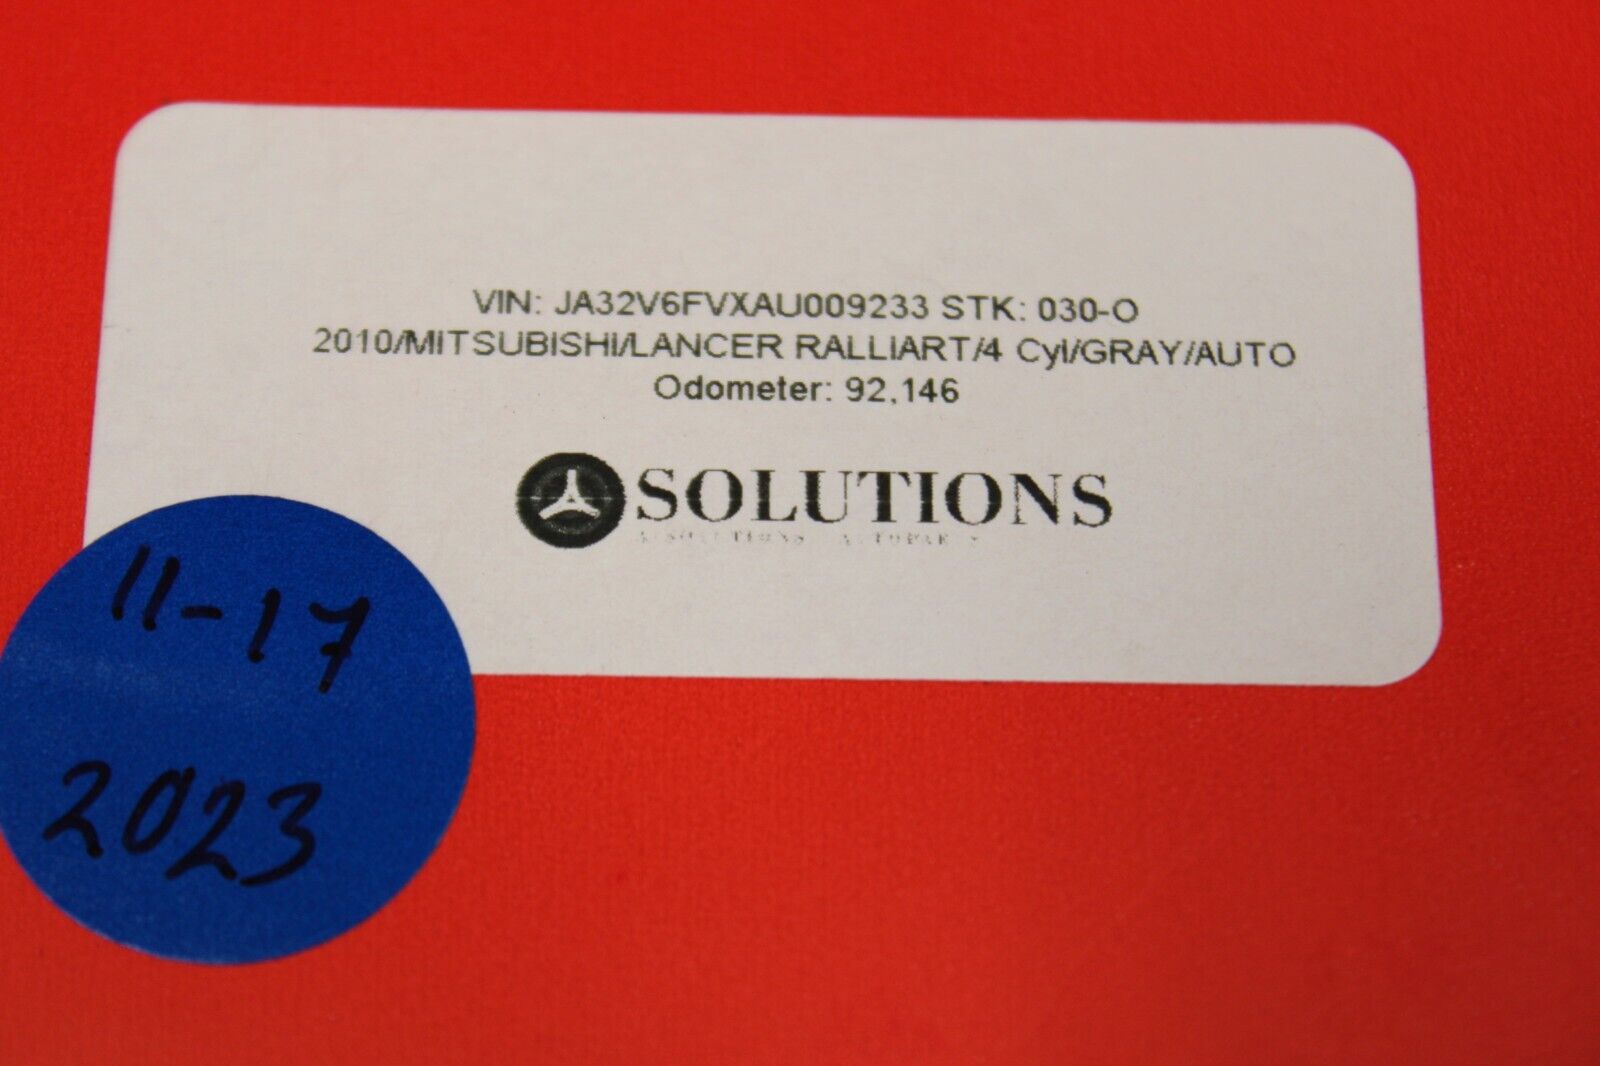 VIN: JA32V6FVXAU009233 STK: 030-O
2010/MITSUBISHI/LANCER RALLIART/4 Cyl/GRAY/AUTO
Odometer: 92,146
SOLUTIONS
11-17
2023